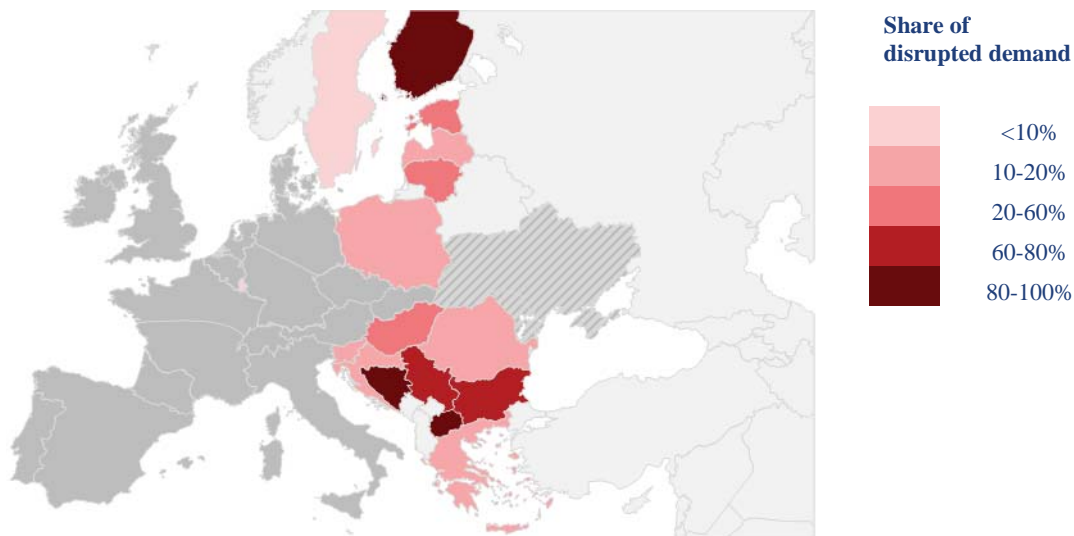 Share of
disrupted demand
<10%
10-20%
20-60%
60-80%
80-100%